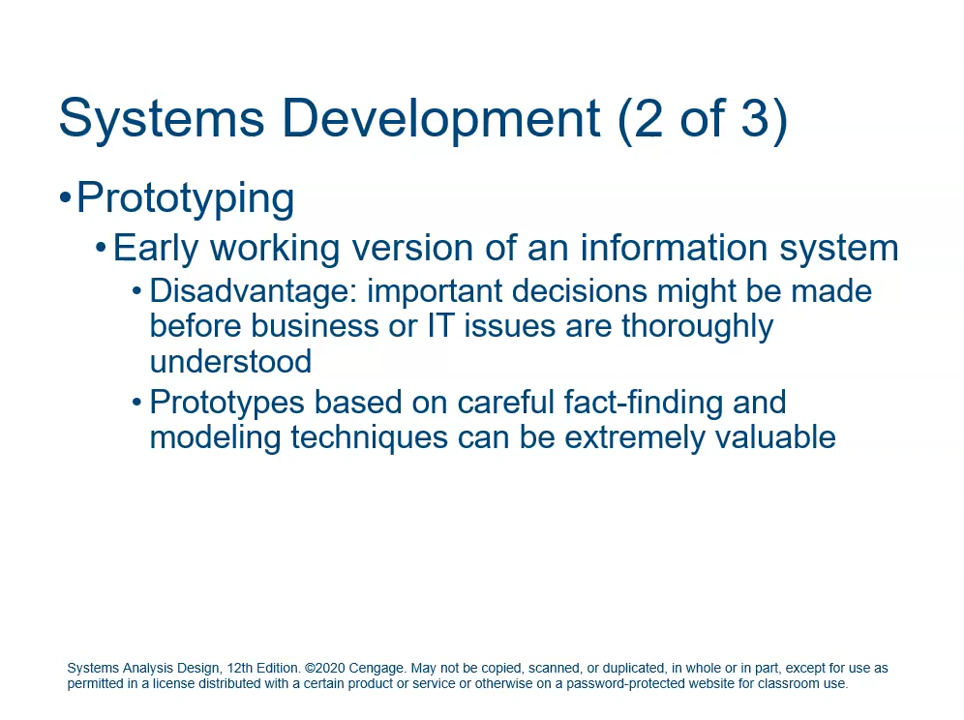 Systems Development (2 of 3)
•Prototyping
•Early working version of an information system
•Disadvantage: important decisions might be made
before business or IT issues are thoroughly
understood
•Prototypes based on careful fact-finding and
modeling techniques can be extremely valuable
Systems Analysis Design, 12th Edition. ©2020 Cengage. May not be copied, scanned, or duplicated, in whole or in part, except for use as
permitted in a license distributed with a certain product or service or otherwise on a password-protected website for classroom use.